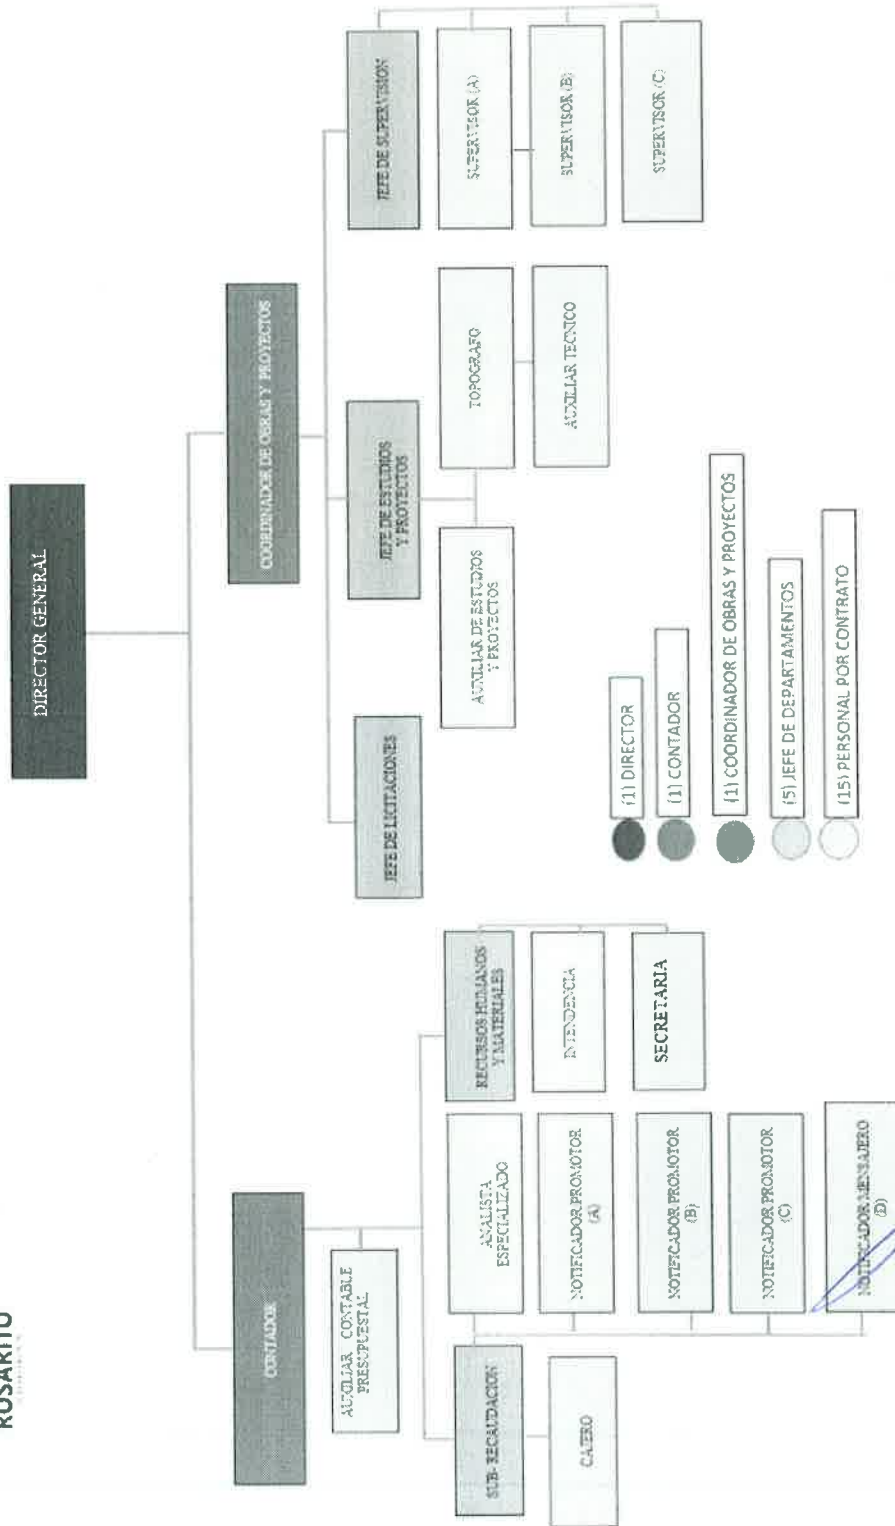 ROSARITO
DIRECTOR GENERAL
CONTADOR
COORDINADOR DE OBRAS Y PROYECTOS
AUXILIAR CONTABLE
PRESUPUESTAL
SUB- RECAUDACION
CAJERO
ANALISTA
ESPECIALIZADO
NOTIFICADOR PROMOTOR
(A)
NOTIFICADOR PROMOTOR
(B)
NOTIFICADOR PROMOTOR
(C)
NOTIFICADOR MENSAJERO
(D)
RECURSOS HUMANOS
Y MATERIALES
INTENDENCIA
SECRETARIA
JEFE DE LICITACIONES
JEFE DE ESTUDIOS
Y PROYECTOS
AUXILIAR DE ESTUDIOS
Y PROYECTOS
TOPOGRAFO
AUXILIAR TECNICO
JEFE DE SUPERVISION
SUPERVISOR (A)
SUPERVISOR (B)
SUPERVISOR (C)
(1) DIRECTOR
(1) CONTADOR
(1) COORDINADOR DE OBRAS Y PROYECTOS
(5) JEFE DE DEPARTAMENTOS
(15) PERSONAL POR CONTRATO